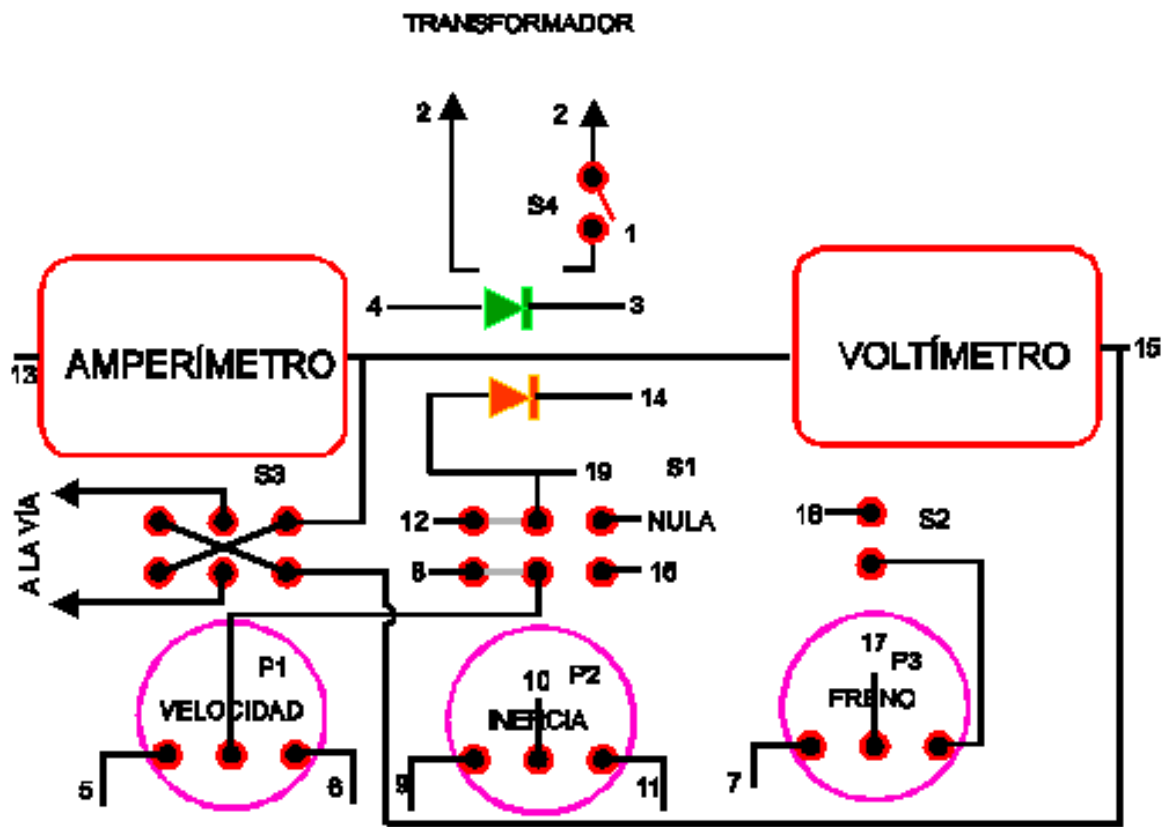 TRANSFORMADOR
2 2
S4
1
4 3
13 AMPERÍMETRO VOLTÍMETRO 15
14
S3 19 S1
A LA VÍA
12 NULA 18 S2
8 16
P1 10 P2 17 P3
VELOCIDAD INERCIA FRENO
5 6 9 11 7